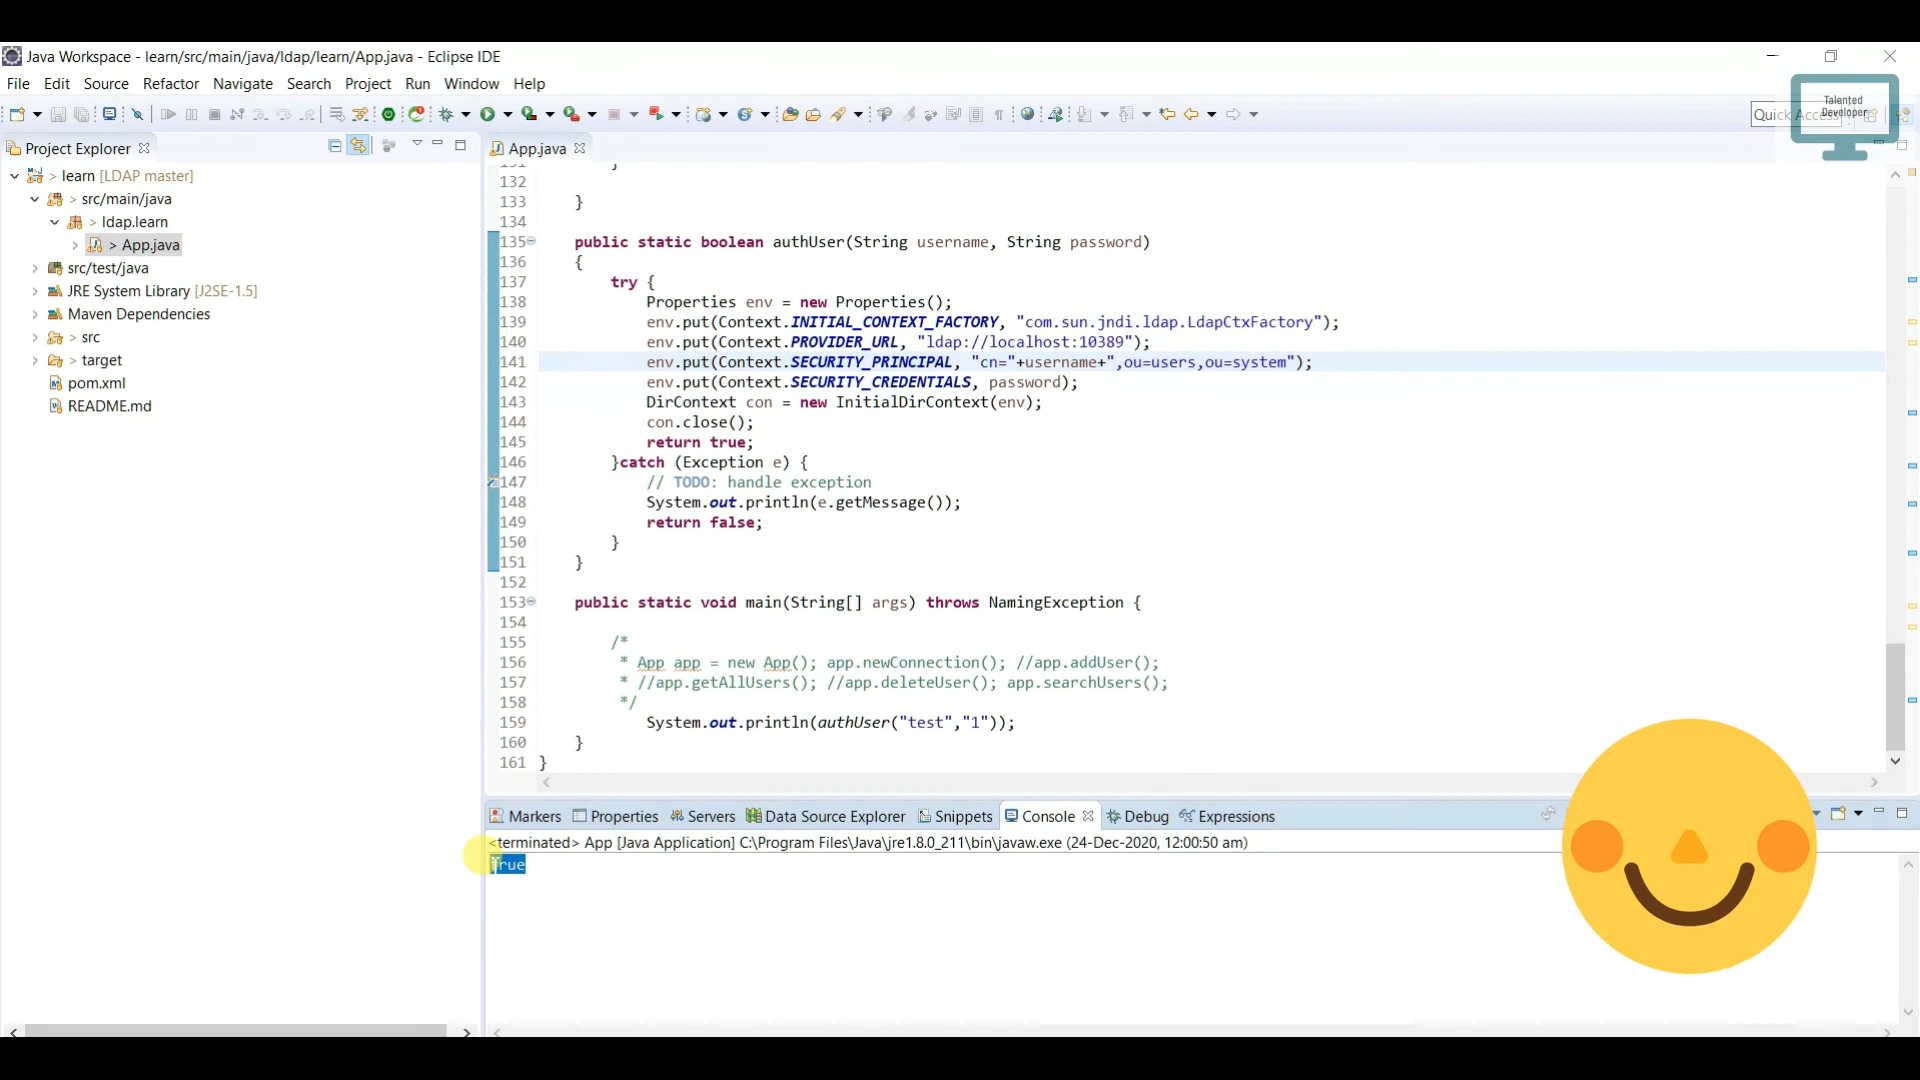 Java Workspace - learn/src/main/java/ldap/learn/App.java - Eclipse IDE
File Edit Source Refactor Navigate Search Project Run Window Help
Quick Access
Talented
Developer
Project Explorer
App.java
> learn [LDAP master]
> src/main/java
> ldap.learn
> App.java
src/test/java
JRE System Library [J2SE-1.5]
Maven Dependencies
> src
target
pom.xml
README.md
132
133 }
134
135 public static boolean authUser(String username, String password)
136 {
137 try {
138 Properties env = new Properties();
139 env.put(Context.INITIAL_CONTEXT_FACTORY, "com.sun.jndi.ldap.LdapCtxFactory");
140 env.put(Context.PROVIDER_URL, "ldap://localhost:10389");
141 env.put(Context.SECURITY_PRINCIPAL, "cn="+username+",ou=users,ou=system");
142 env.put(Context.SECURITY_CREDENTIALS, password);
143 DirContext con = new InitialDirContext(env);
144 con.close();
145 return true;
146 }catch (Exception e) {
147 // TODO: handle exception
148 System.out.println(e.getMessage());
149 return false;
150 }
151 }
152
153 public static void main(String[] args) throws NamingException {
154
155 /*
156 * App app = new App(); app.newConnection(); //app.addUser();
157 * //app.getAllUsers(); //app.deleteUser(); app.searchUsers();
158 */
159 System.out.println(authUser("test","1"));
160 }
161 }
Markers Properties Servers Data Source Explorer Snippets Console Debug Expressions
<terminated> App [Java Application] C:\Program Files\Java\jre1.8.0_211\bin\javaw.exe (24-Dec-2020, 12:00:50 am)
true